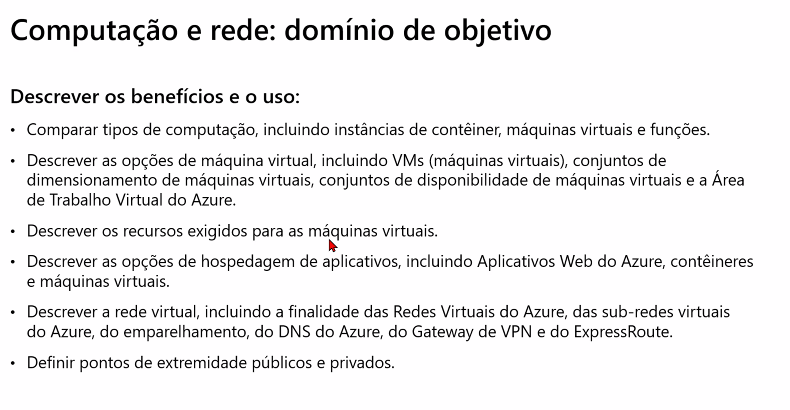 Computação e rede: domínio de objetivo
Descrever os benefícios e o uso:
• Comparar tipos de computação, incluindo instâncias de contêiner, máquinas virtuais e funções.
• Descrever as opções de máquina virtual, incluindo VMs (máquinas virtuais), conjuntos de
dimensionamento de máquinas virtuais, conjuntos de disponibilidade de máquinas virtuais e a Área
de Trabalho Virtual do Azure.
• Descrever os recursos exigidos para as máquinas virtuais.
• Descrever as opções de hospedagem de aplicativos, incluindo Aplicativos Web do Azure, contêineres
e máquinas virtuais.
• Descrever a rede virtual, incluindo a finalidade das Redes Virtuais do Azure, das sub-redes virtuais
do Azure, do emparelhamento, do DNS do Azure, do Gateway de VPN e do ExpressRoute.
• Definir pontos de extremidade públicos e privados.